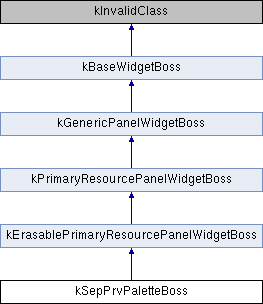 kInvalidClass
kBaseWidgetBoss
kGenericPanelWidgetBoss
kPrimaryResourcePanelWidgetBoss
kErasablePrimaryResourcePanelWidgetBoss
kSepPrvPaletteBoss